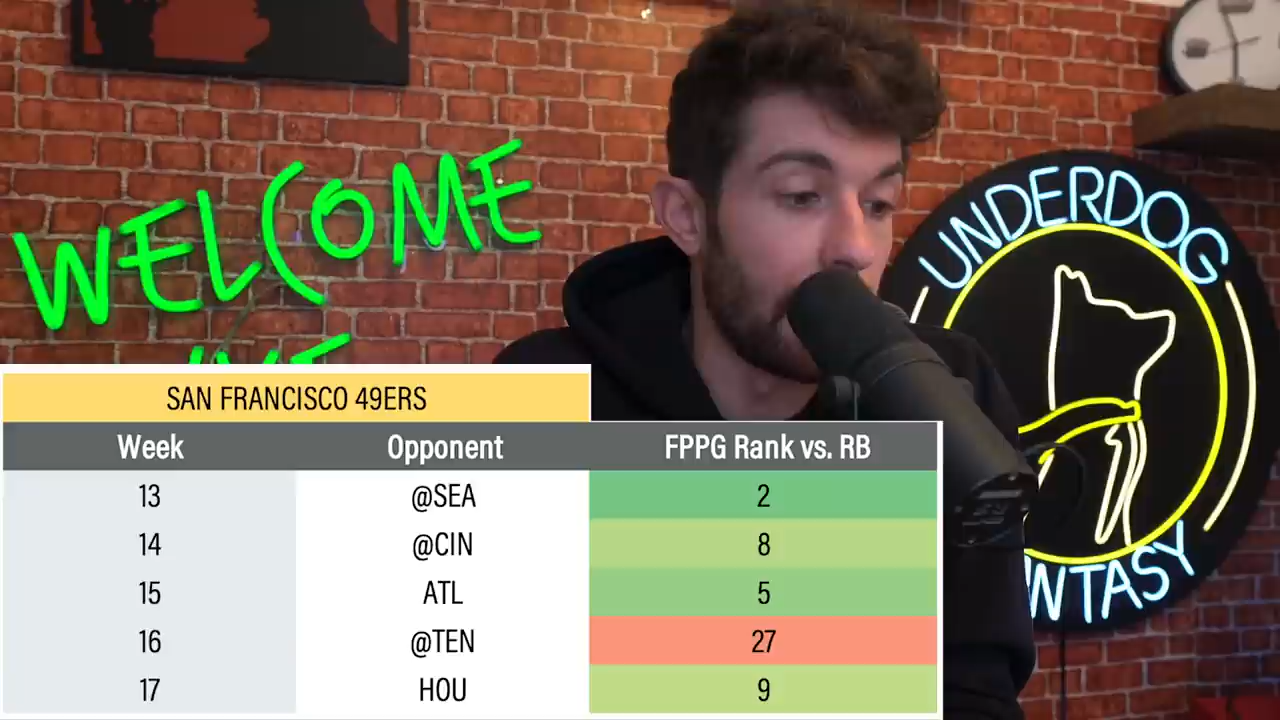 WELCOME
UNDERDOG
SAN FRANCISCO 49ERS
Week Opponent FPPG Rank vs. RB
13 @SEA 2
14 @CIN 8
15 ATL 5
16 @TEN 27
17 HOU 9